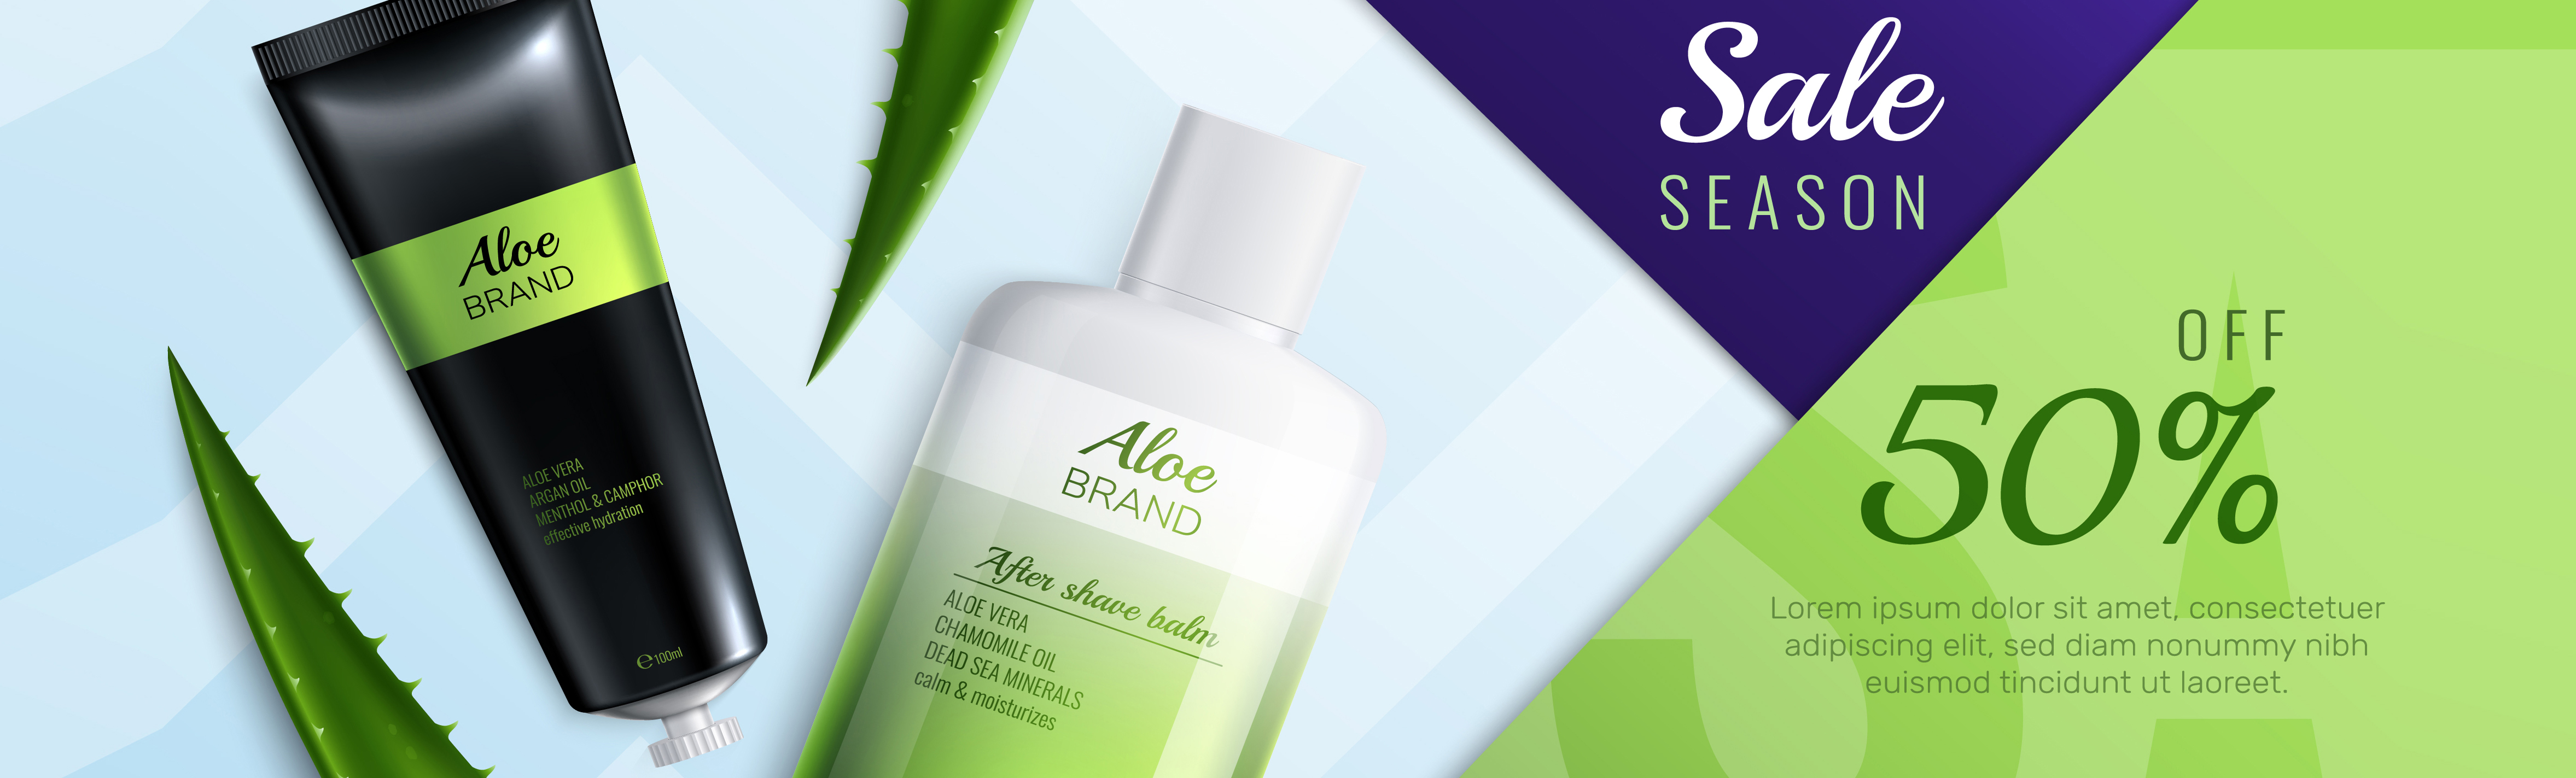 Aloe
BRAND
ALOE VERA
ARGAN OIL
MENTHOL & CAMPHOR
effective hydration
℮100ml
Aloe
BRAND
After shave balm
ALOE VERA
CHAMOMILE OIL
DEAD SEA MINERALS
calm & moisturizes
Sale
SEASON
OFF
50%
Lorem ipsum dolor sit amet, consectetuer
adipiscing elit, sed diam nonummy nibh
euismod tincidunt ut laoreet.
SA